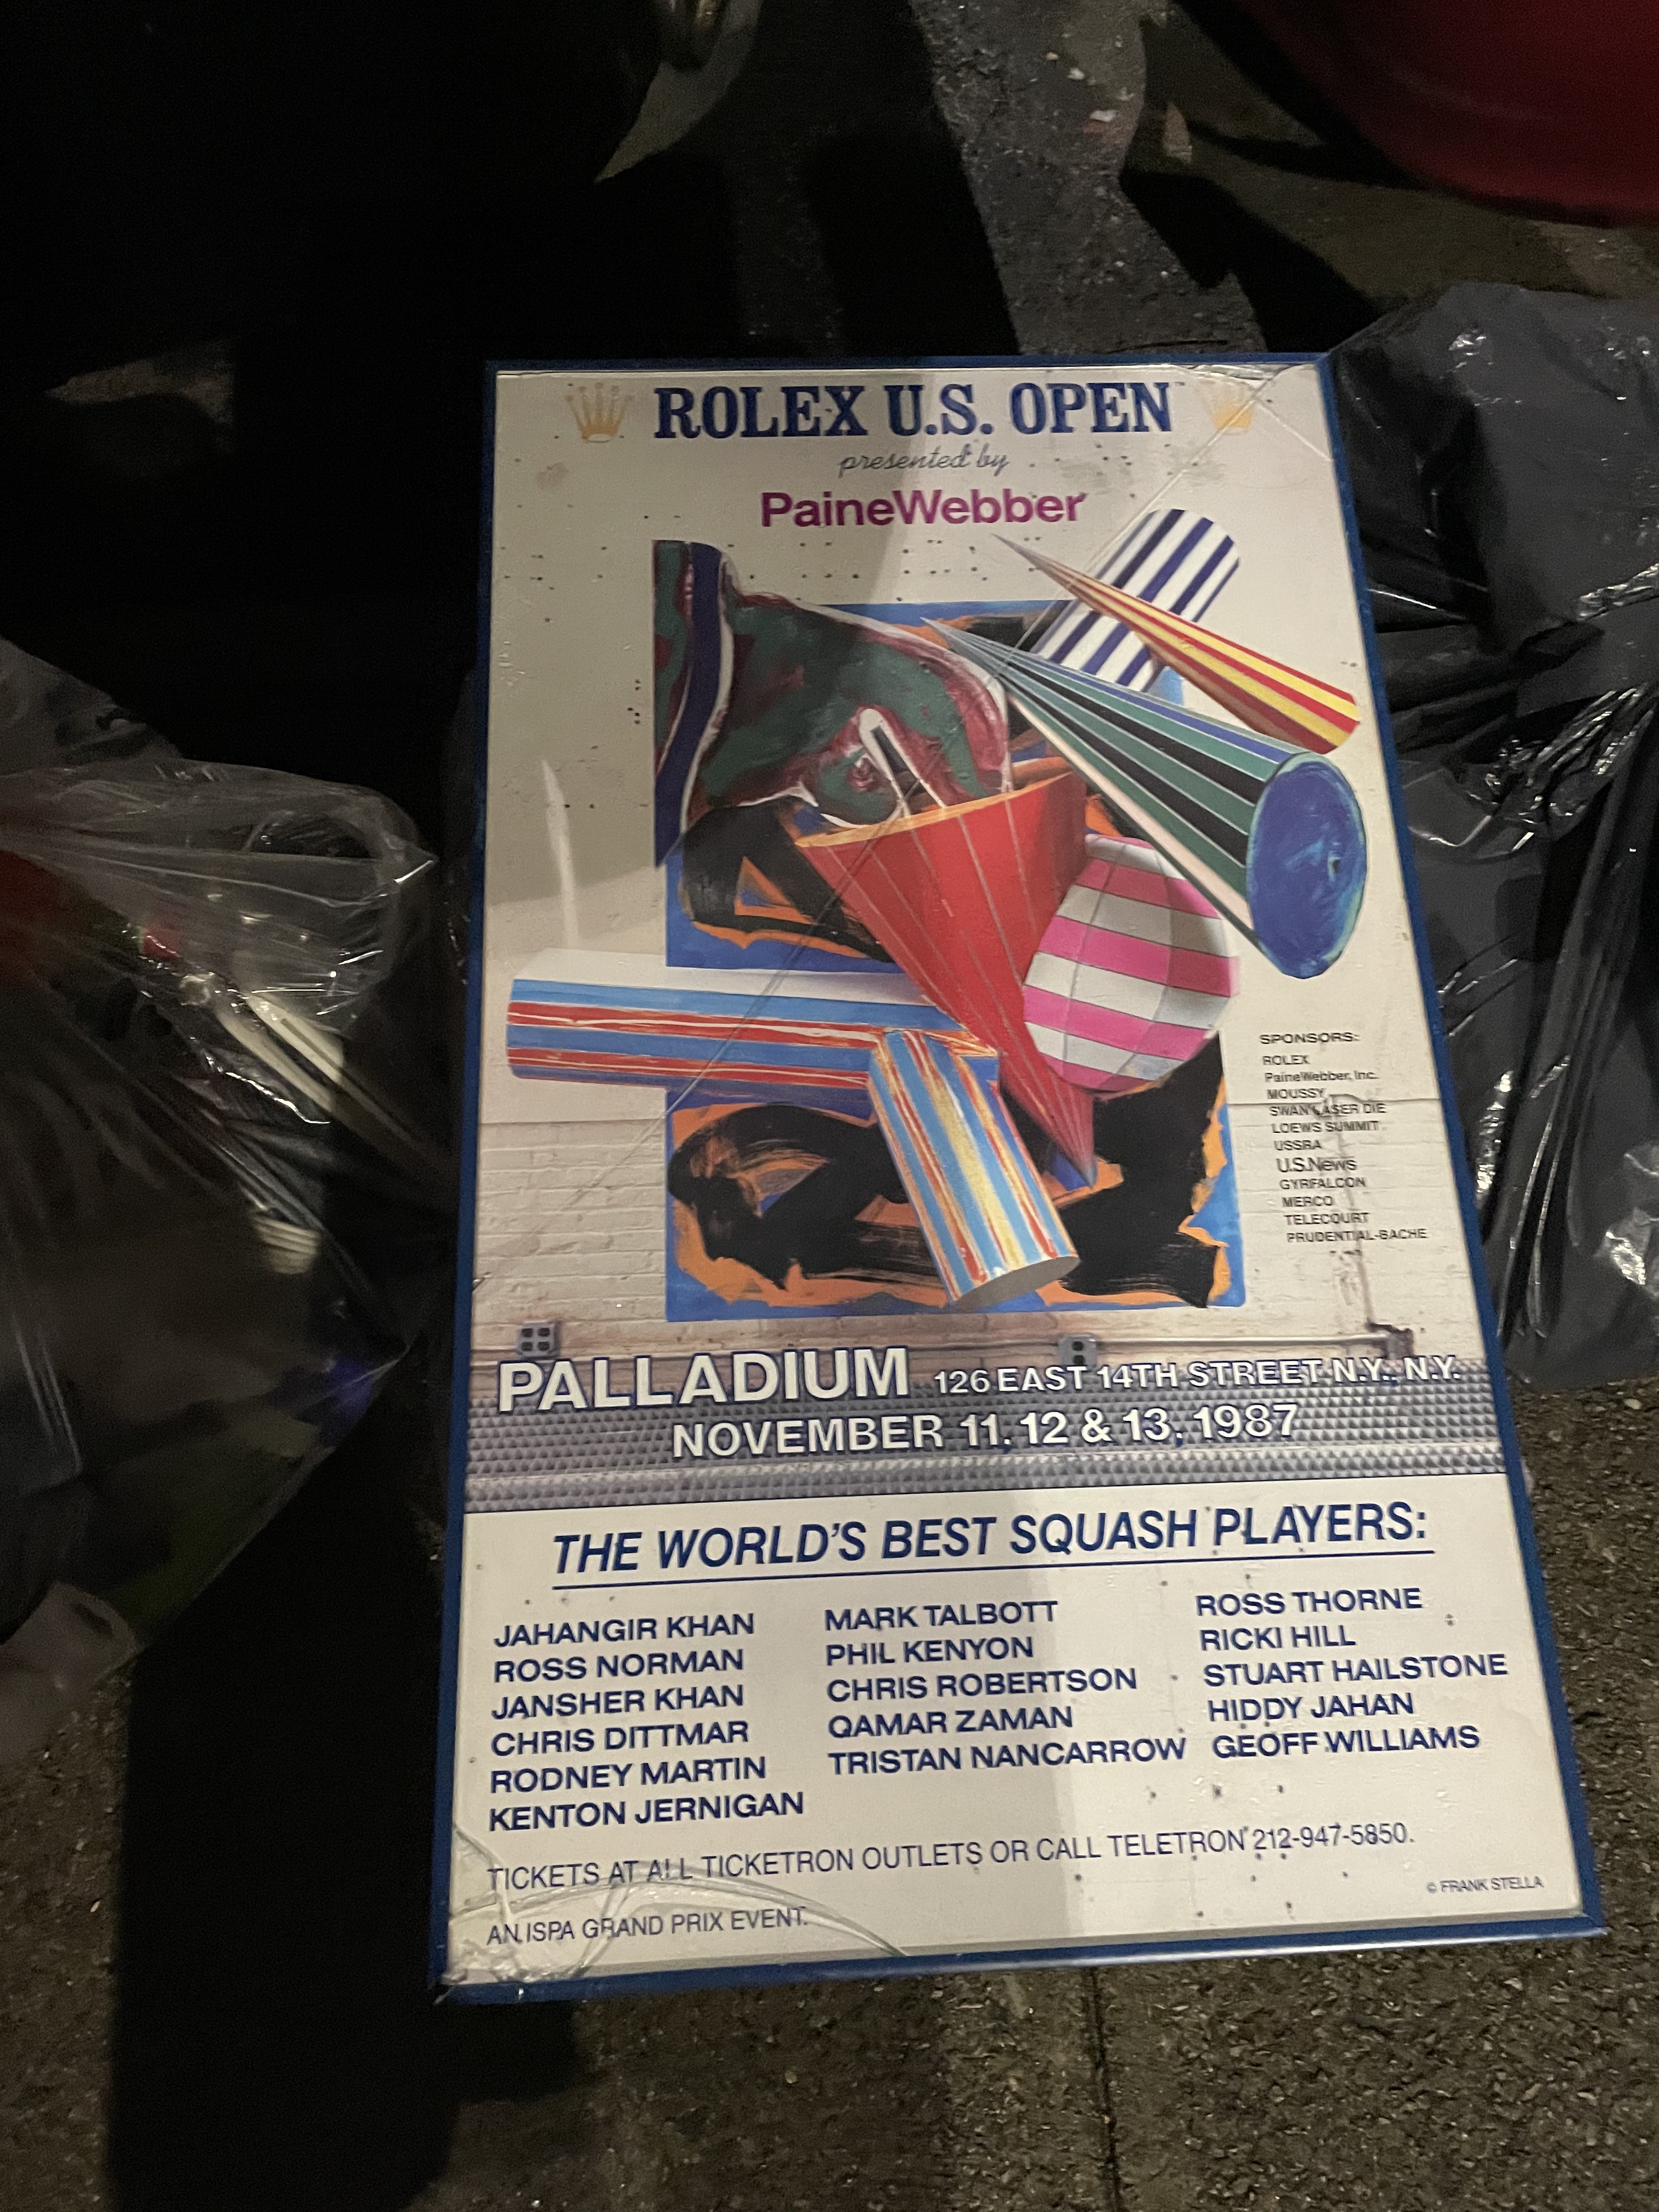 ROLEX U.S. OPEN™
presented by
PaineWebber
SPONSORS:
ROLEX
PaineWebber, Inc.
MOUSSY
SWAN LASER DIE
LOEWS SUMMIT
USSRA
U.S.News
GYRFALCON
MERCO
TELECOURT
PRUDENTIAL-BACHE
PALLADIUM 126 EAST 14TH STREET N.Y., N.Y.
NOVEMBER 11, 12 & 13, 1987
THE WORLD'S BEST SQUASH PLAYERS:
JAHANGIR KHAN
ROSS NORMAN
JANSHER KHAN
CHRIS DITTMAR
RODNEY MARTIN
KENTON JERNIGAN
MARK TALBOTT
PHIL KENYON
CHRIS ROBERTSON
QAMAR ZAMAN
TRISTAN NANCARROW
ROSS THORNE
RICKI HILL
STUART HAILSTONE
HIDDY JAHAN
GEOFF WILLIAMS
TICKETS AT ALL TICKETRON OUTLETS OR CALL TELETRON 212-947-5850.
© FRANK STELLA
AN ISPA GRAND PRIX EVENT.